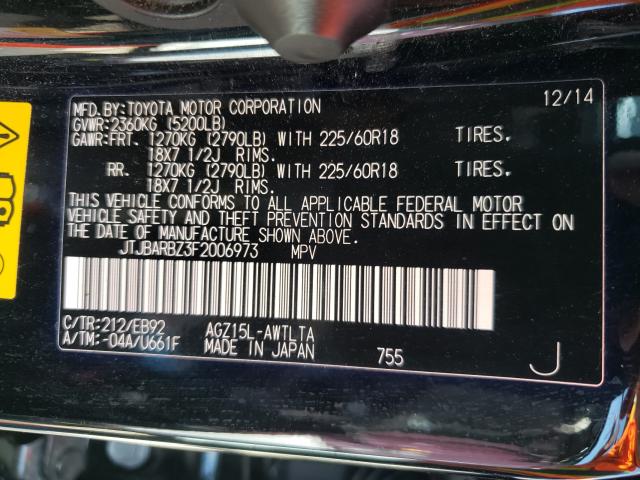 MFD.BY:TOYOTA MOTOR CORPORATION 12/14
GVWR:2360KG (5200LB)
GAWR:FRT. 1270KG (2790LB) WITH 225/60R18 TIRES.
18X7 1/2J RIMS.
RR. 1270KG (2790LB) WITH 225/60R18 TIRES.
18X7 1/2J RIMS.
THIS VEHICLE CONFORMS TO ALL APPLICABLE FEDERAL MOTOR
VEHICLE SAFETY AND THEFT PREVENTION STANDARDS IN EFFECT ON
THE DATE OF MANUFACTURE SHOWN ABOVE.
JTJBARBZ3F2006973 MPV
C/TR:212/EB92 AGZ15L-AWTLTA
A/TM:-04A/U661F MADE IN JAPAN 755 J